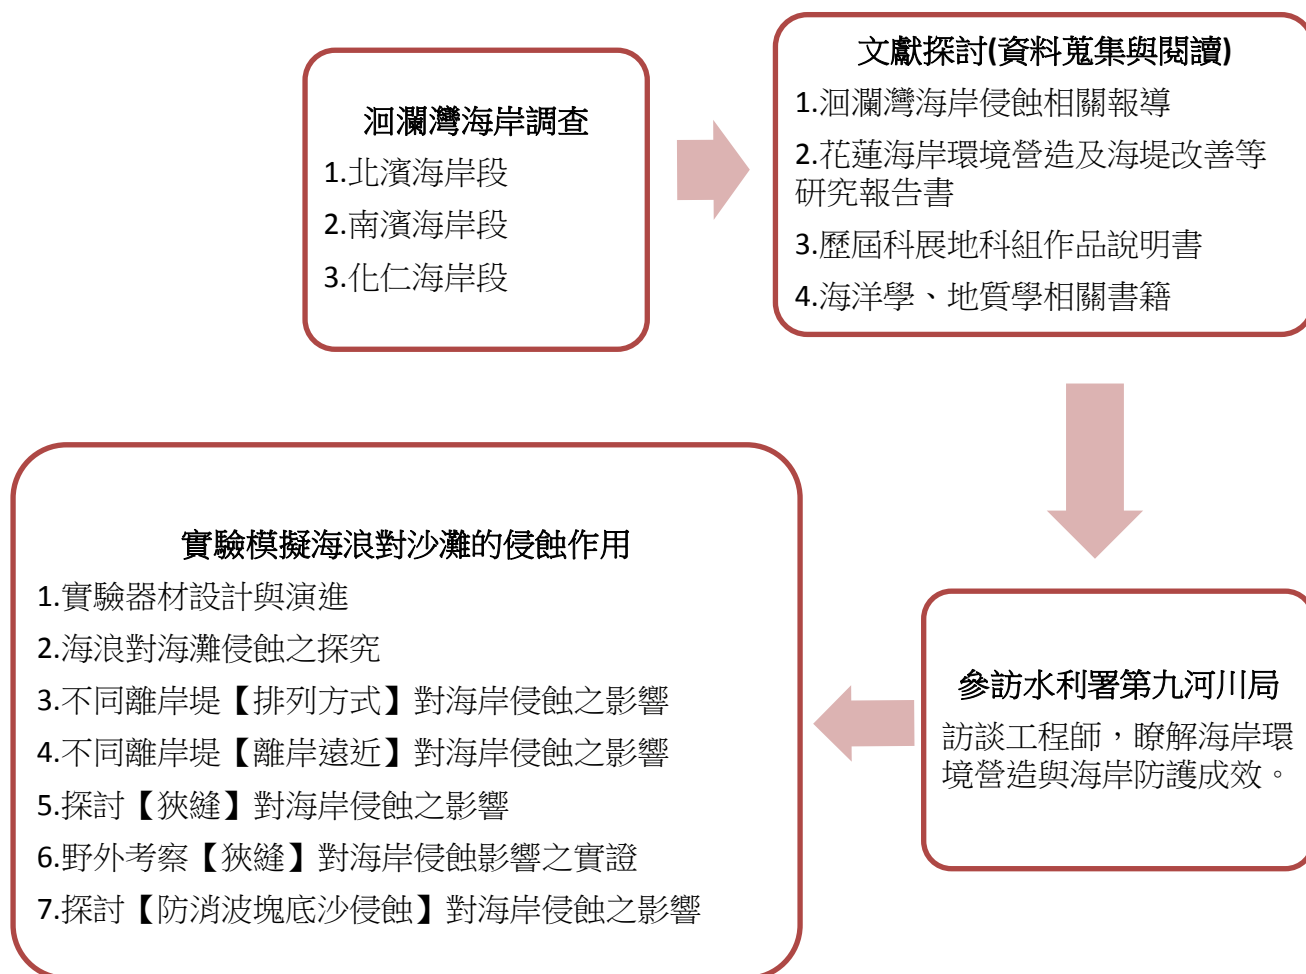 洄瀾灣海岸調查
1.北濱海岸段
2.南濱海岸段
3.化仁海岸段
文獻探討(資料蒐集與閱讀)
1.洄瀾灣海岸侵蝕相關報導
2.花蓮海岸環境營造及海堤改善等
研究報告書
3.歷屆科展地科組作品說明書
4.海洋學、地質學相關書籍
參訪水利署第九河川局
訪談工程師，瞭解海岸環
境營造與海岸防護成效。
實驗模擬海浪對沙灘的侵蝕作用
1.實驗器材設計與演進
2.海浪對海灘侵蝕之探究
3.不同離岸堤【排列方式】對海岸侵蝕之影響
4.不同離岸堤【離岸遠近】對海岸侵蝕之影響
5.探討【狹縫】對海岸侵蝕之影響
6.野外考察【狹縫】對海岸侵蝕影響之實證
7.探討【防消波塊底沙侵蝕】對海岸侵蝕之影響